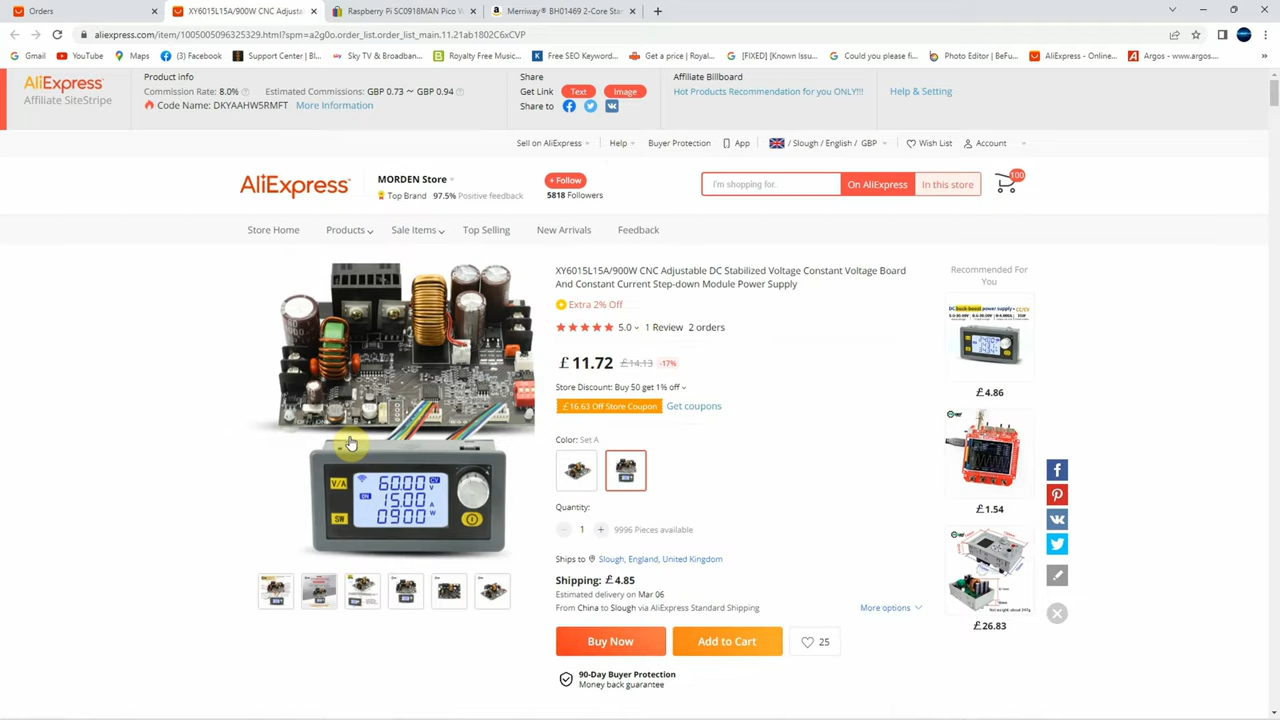 Orders
XY6015L15A/900W CNC Adjusta
Raspberry Pi SC0918MAN Pico W
Merriway® BH01469 2-Core Sta
aliexpress.com/item/1005005096325329.html?spm=a2g0o.order_list.order_list_main.11.21ab1802C6xCVP
Gmail
YouTube
Maps
(3) Facebook
Support Center | Bl...
Sky TV & Broadban...
Royalty Free Music...
Free SEO Keyword...
Get a price | Royal...
[FIXED] [Known Issu...
Could you please fi...
Photo Editor | BeFu...
AliExpress - Online...
Argos - www.argos...
AliExpress
Affiliate SiteStripe
Product info
Commission Rate: 8.0%
Estimated Commissions: GBP 0.73 ~ GBP 0.94
Code Name: DKYAAHW5RMFT
More Information
Share
Get Link
Text
Image
Share to
Affiliate Billboard
Hot Products Recommendation for you ONLY!!!
Help & Setting
Sell on AliExpress
Help
Buyer Protection
App
/ Slough / English / GBP
Wish List
Account
AliExpress
MORDEN Store
Top Brand
97.5% Positive feedback
+ Follow
5818 Followers
I'm shopping for..
On AliExpress
In this store
100
Store Home
Products
Sale Items
Top Selling
New Arrivals
Feedback
XY6015L15A/900W CNC Adjustable DC Stabilized Voltage Constant Voltage Board
And Constant Current Step-down Module Power Supply
Extra 2% Off
5.0
1 Review
2 orders
£11.72
£14.13
-17%
Store Discount: Buy 50 get 1% off
£16.63 Off Store Coupon
Get coupons
Color: Set A
Quantity:
1
9996 Pieces available
Ships to
Slough, England, United Kingdom
Shipping: £4.85
Estimated delivery on Mar 06
From China to Slough via AliExpress Standard Shipping
More options
Buy Now
Add to Cart
25
90-Day Buyer Protection
Money back guarantee
V/A
SW
ON
60.00 V
CV
15.00 A
0900 W
Recommended For
You
£4.86
£1.54
£26.83